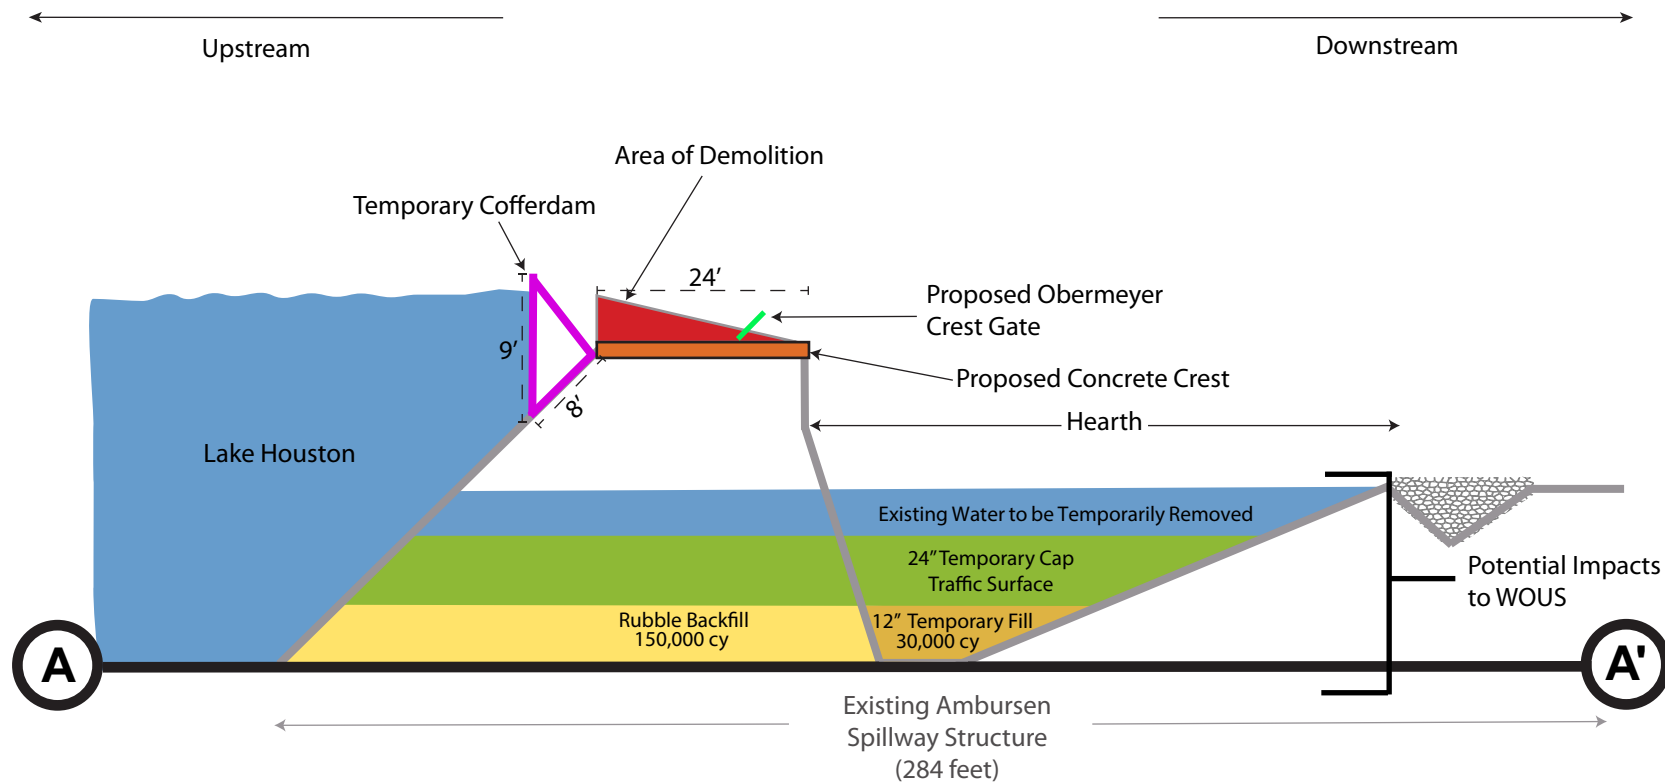 Upstream
Downstream
Area of Demolition
Temporary Cofferdam
24’
Proposed Obermeyer
Crest Gate
9’
8’
Proposed Concrete Crest
Hearth
Lake Houston
Existing Water to be Temporarily Removed
24” Temporary Cap
Traffic Surface
Potential Impacts
to WOUS
Rubble Backfill
150,000 cy
12” Temporary Fill
30,000 cy
A
A'
Existing Ambursen
Spillway Structure
(284 feet)